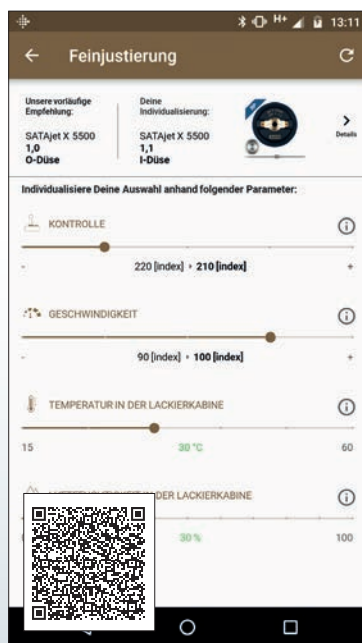 13:11
Feinjustierung
Unsere vorläufige
Empfehlung:
SATAjet X 5500
1,0
O-Düse
Deine
Individualisierung:
SATAjet X 5500
1,1
I-Düse
Details
Individualisiere Deine Auswahl anhand folgender Parameter:
KONTROLLE
- 220 [index] › 210 [index] +
GESCHWINDIGKEIT
- 90 [index] › 100 [index] +
TEMPERATUR IN DER LACKIERKABINE
15 30 °C 60
DER LACKIERKABINE
30 % 100